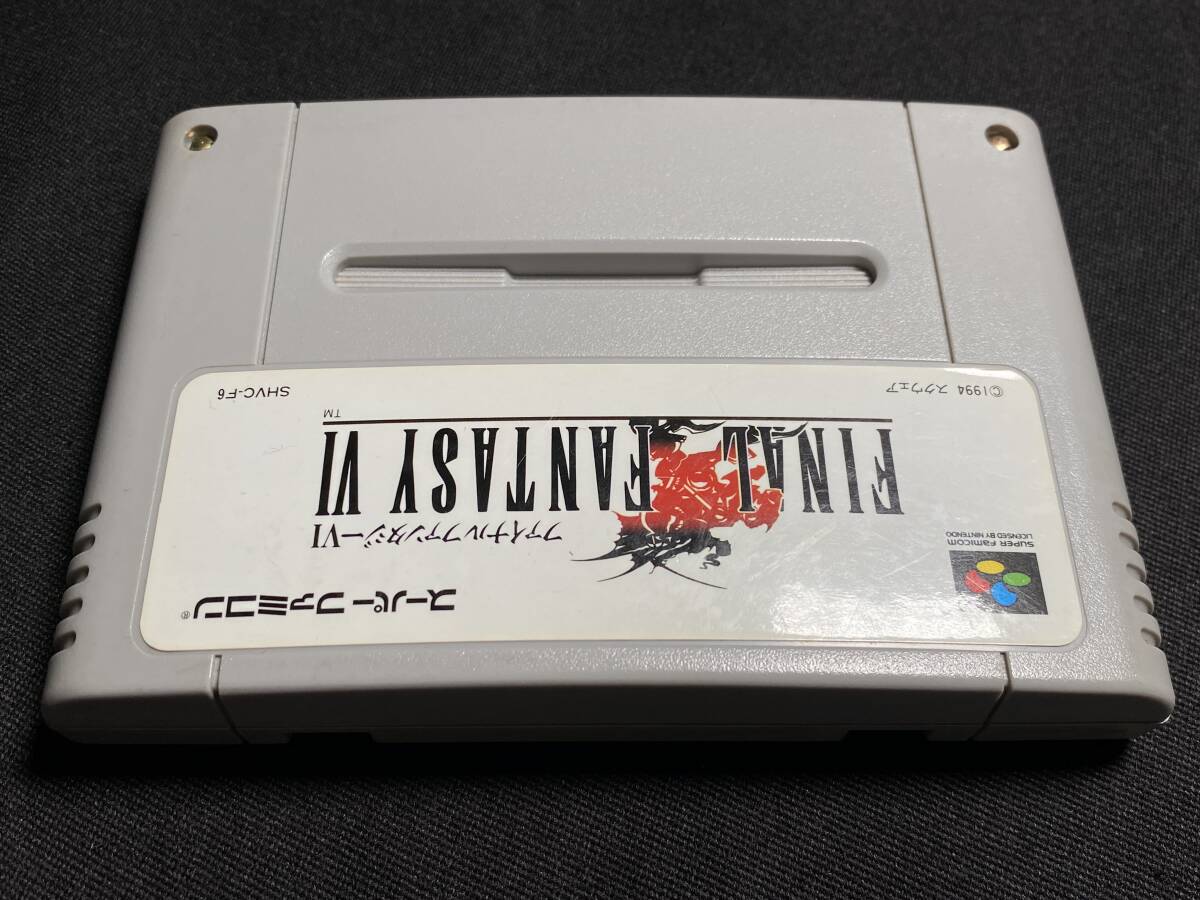 スーパーファミコン®
SUPER FAMICOM
LICENSED BY NINTENDO
ファイナルファンタジーVI
FINAL FANTASY VI
TM
©1994 スクウェア
SHVC-F6